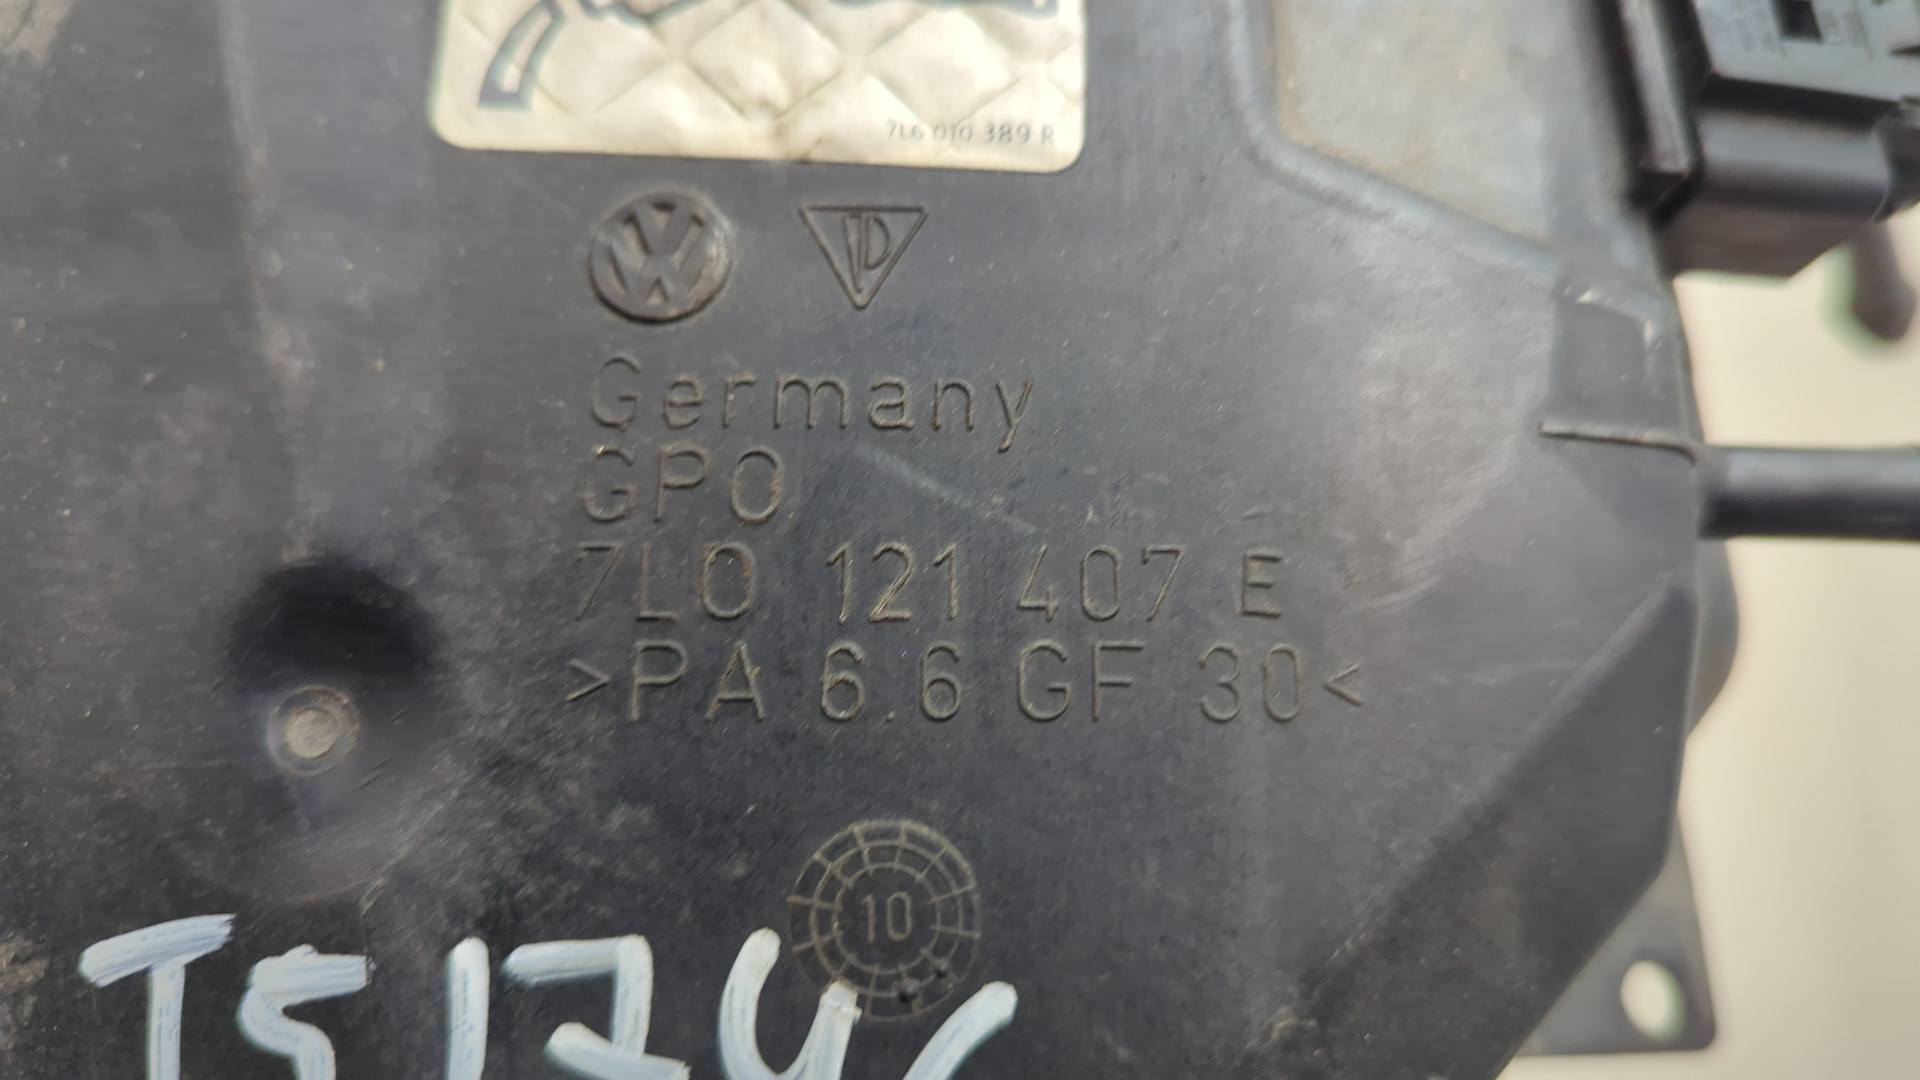 7L6 010 389 R
Germany
GPO
7L0 121 407 E
>PA 6.6 GF 30<
10